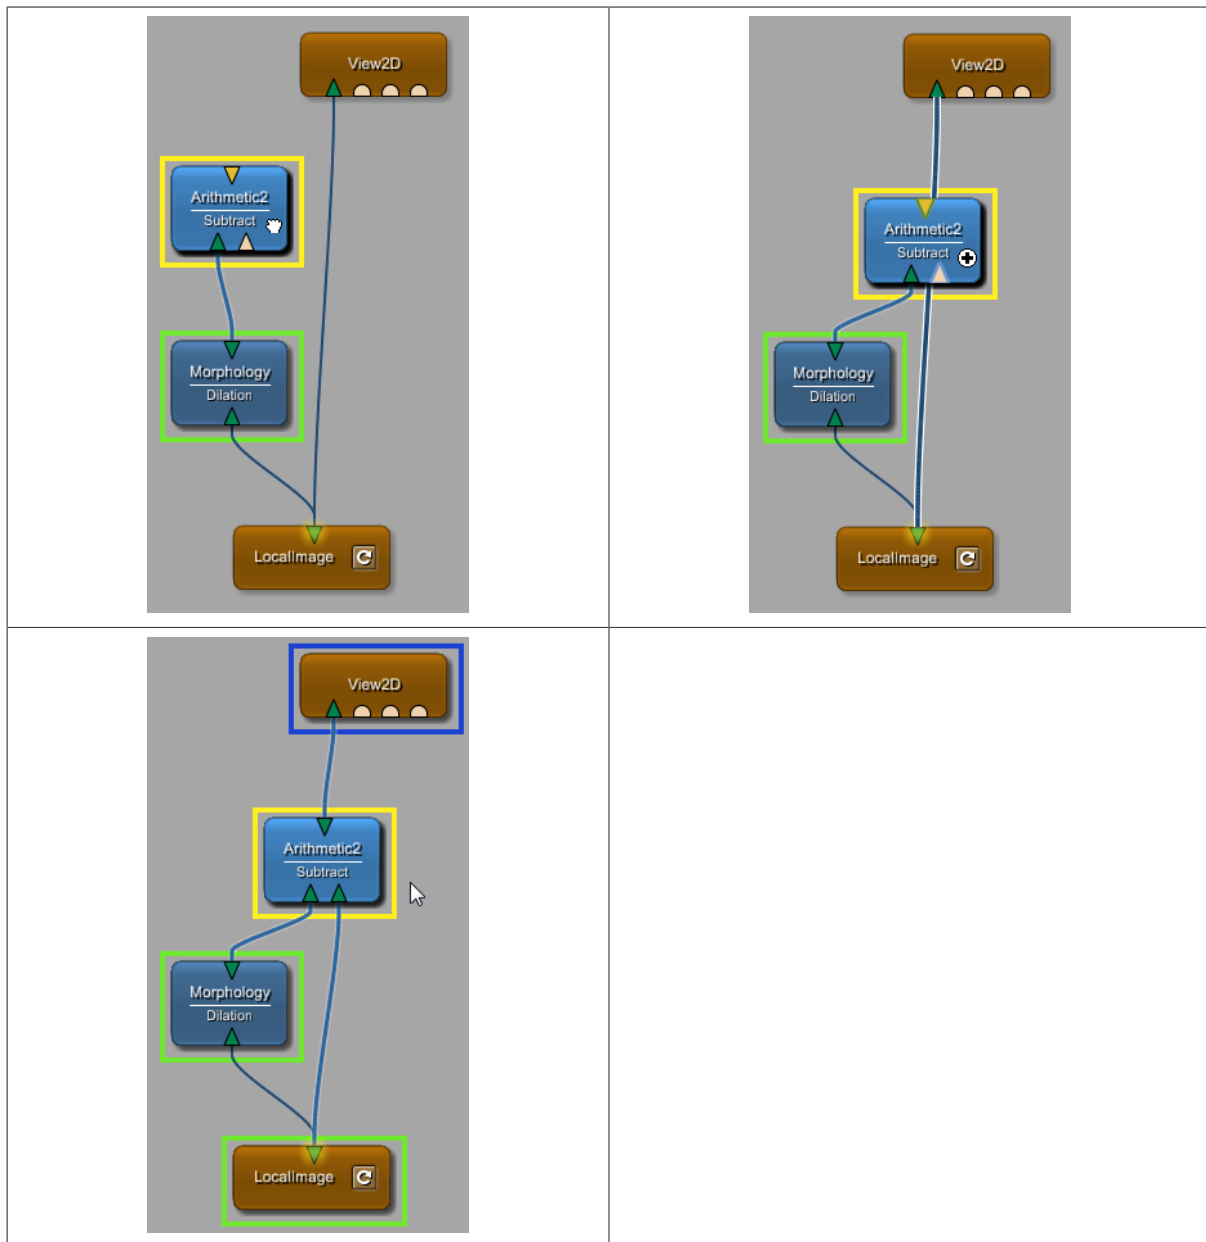 View2D
Arithmetic2
Subtract
Morphology
Dilation
LocalImage
View2D
Arithmetic2
Subtract
Morphology
Dilation
LocalImage
View2D
Arithmetic2
Subtract
Morphology
Dilation
LocalImage